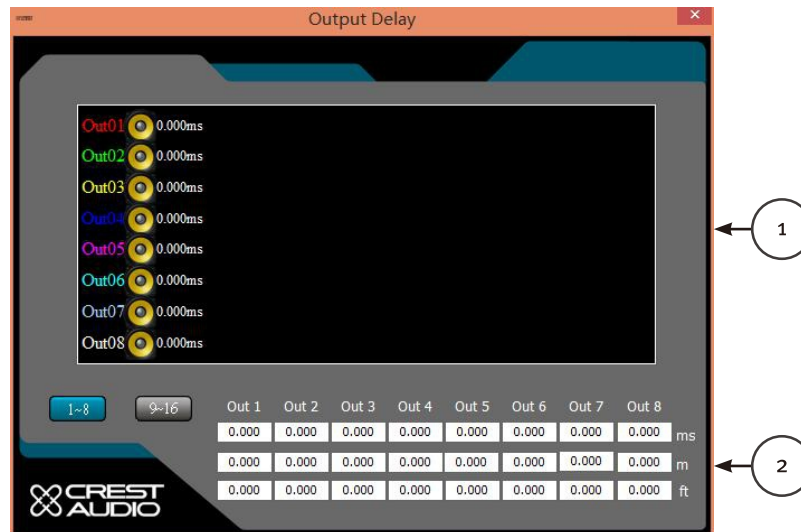 Output Delay
Out01 0.000ms
Out02 0.000ms
Out03 0.000ms
Out04 0.000ms
Out05 0.000ms
Out06 0.000ms
Out07 0.000ms
Out08 0.000ms
1
1~8 9~16 Out 1 Out 2 Out 3 Out 4 Out 5 Out 6 Out 7 Out 8
0.000 0.000 0.000 0.000 0.000 0.000 0.000 0.000 ms
0.000 0.000 0.000 0.000 0.000 0.000 0.000 0.000 m
2
0.000 0.000 0.000 0.000 0.000 0.000 0.000 0.000 ft
CREST
AUDIO